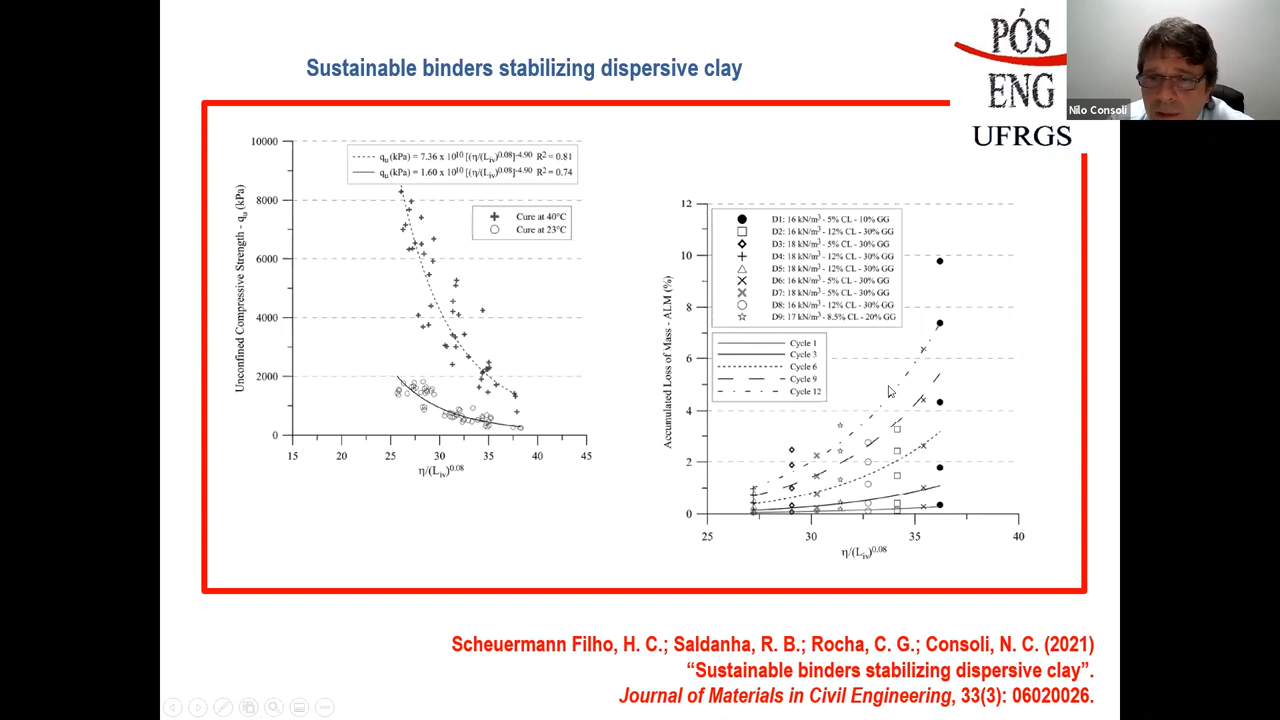 Sustainable binders stabilizing dispersive clay
PÓS
ENG
UFRGS
Nilo Consoli
10000
8000
6000
4000
2000
0
15 20 25 30 35 40 45
Unconfined Compressive Strength - qu (kPa)
qu (kPa) = 7.36 x 10^10 [(η/(Liv)^0.08]^-4.90 R² = 0.81
qu (kPa) = 1.60 x 10^10 [(η/(Liv)^0.08]^-4.90 R² = 0.74
Cure at 40°C
Cure at 23°C
η/(Liv)^0.08
12
10
8
6
4
2
0
25 30 35 40
Accumulated Loss of Mass - ALM (%)
D1: 16 kN/m³ - 5% CL - 10% GG
D2: 16 kN/m³ - 12% CL - 30% GG
D3: 18 kN/m³ - 5% CL - 30% GG
D4: 18 kN/m³ - 12% CL - 30% GG
D5: 18 kN/m³ - 12% CL - 30% GG
D6: 16 kN/m³ - 5% CL - 30% GG
D7: 18 kN/m³ - 5% CL - 30% GG
D8: 16 kN/m³ - 12% CL - 30% GG
D9: 17 kN/m³ - 8.5% CL - 20% GG
Cycle 1
Cycle 3
Cycle 6
Cycle 9
Cycle 12
η/(Liv)^0.08
Scheuermann Filho, H. C.; Saldanha, R. B.; Rocha, C. G.; Consoli, N. C. (2021)
“Sustainable binders stabilizing dispersive clay”.
Journal of Materials in Civil Engineering, 33(3): 06020026.